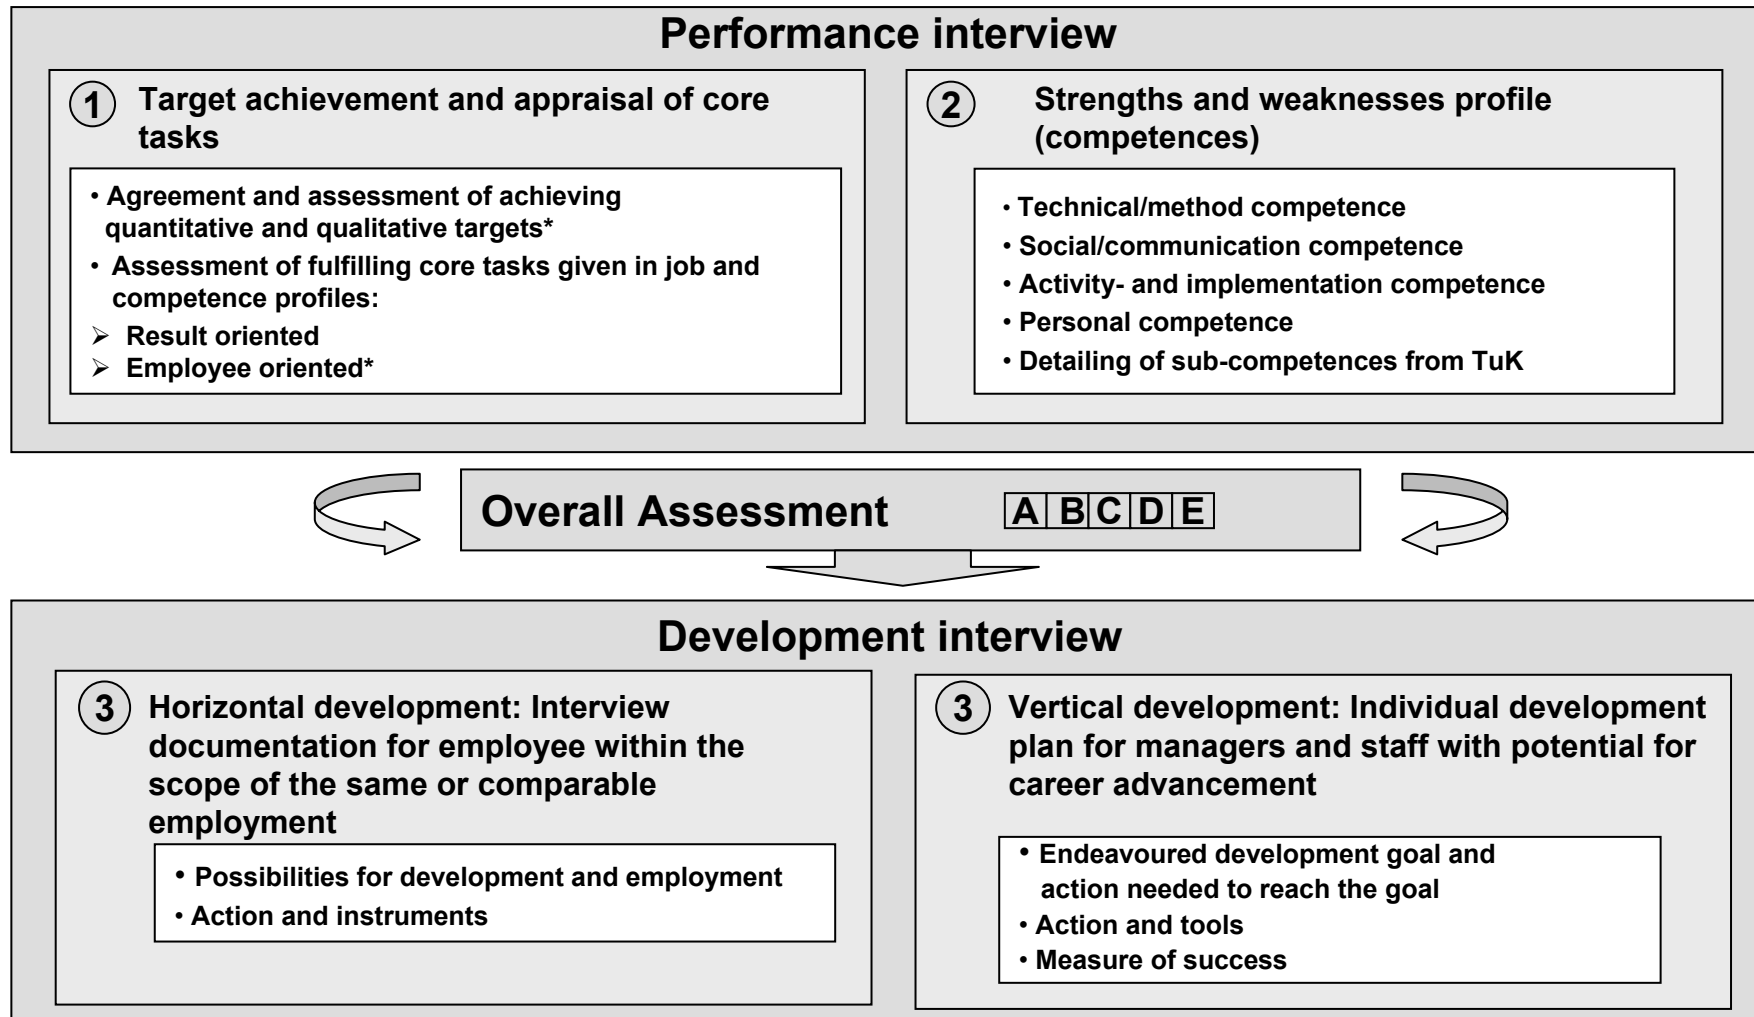 Performance interview
1 Target achievement and appraisal of core
tasks
• Agreement and assessment of achieving
quantitative and qualitative targets*
• Assessment of fulfilling core tasks given in job and
competence profiles:
➢ Result oriented
➢ Employee oriented*
2 Strengths and weaknesses profile
(competences)
• Technical/method competence
• Social/communication competence
• Activity- and implementation competence
• Personal competence
• Detailing of sub-competences from TuK
Overall Assessment A B C D E
Development interview
3 Horizontal development: Interview
documentation for employee within the
scope of the same or comparable
employment
• Possibilities for development and employment
• Action and instruments
3 Vertical development: Individual development
plan for managers and staff with potential for
career advancement
• Endeavoured development goal and
action needed to reach the goal
• Action and tools
• Measure of success